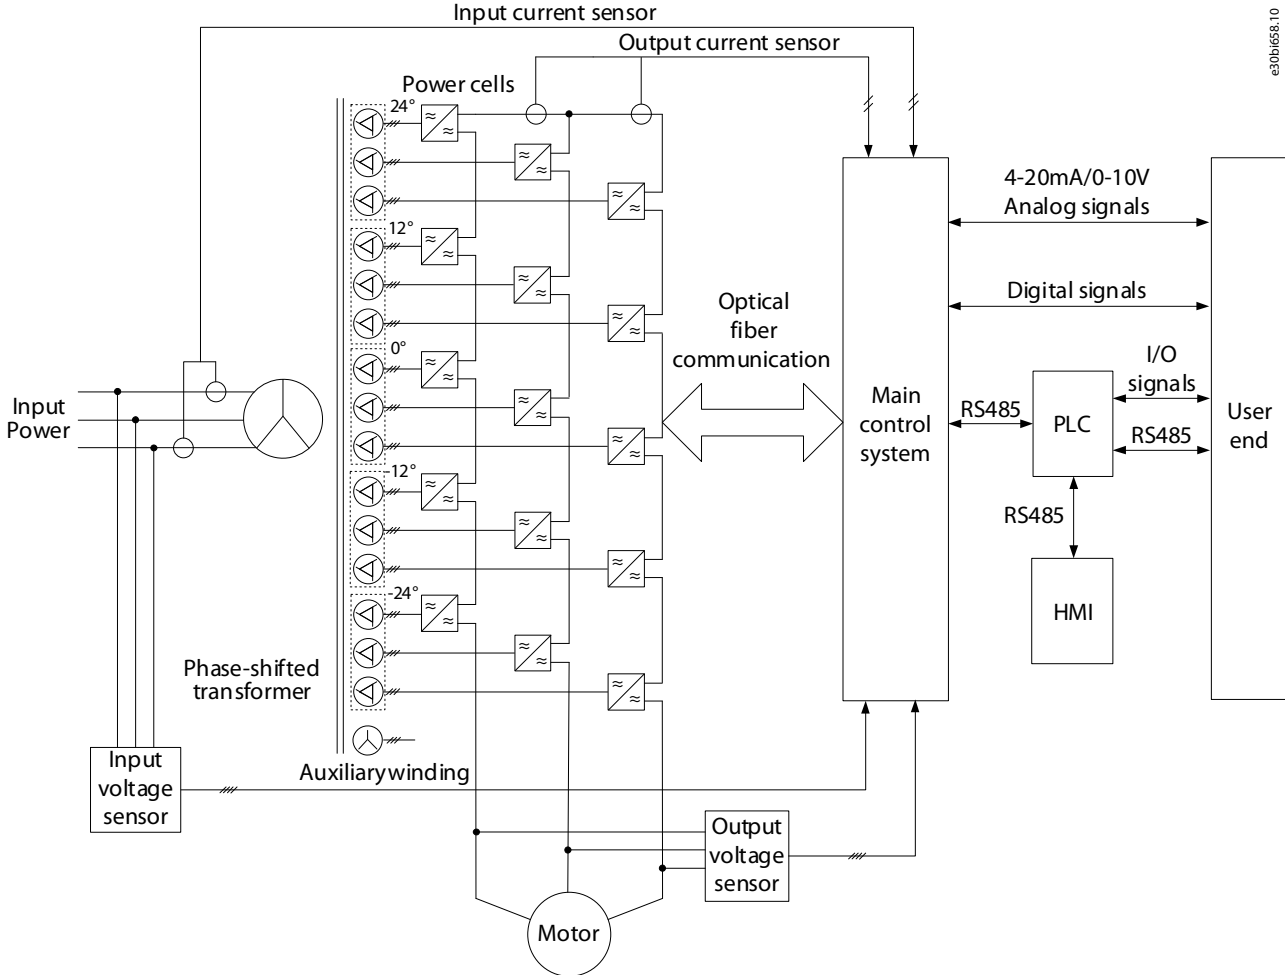 Input current sensor
Output current sensor
e30bi658.10
Power cells
24°
12°
0°
-12°
-24°
Input
Power
Phase-shifted
transformer
Auxiliary winding
Input
voltage
sensor
Output
voltage
sensor
Motor
Optical
fiber
communication
Main
control
system
4-20mA/0-10V
Analog signals
Digital signals
I/O
signals
RS485
PLC
RS485
RS485
HMI
User
end